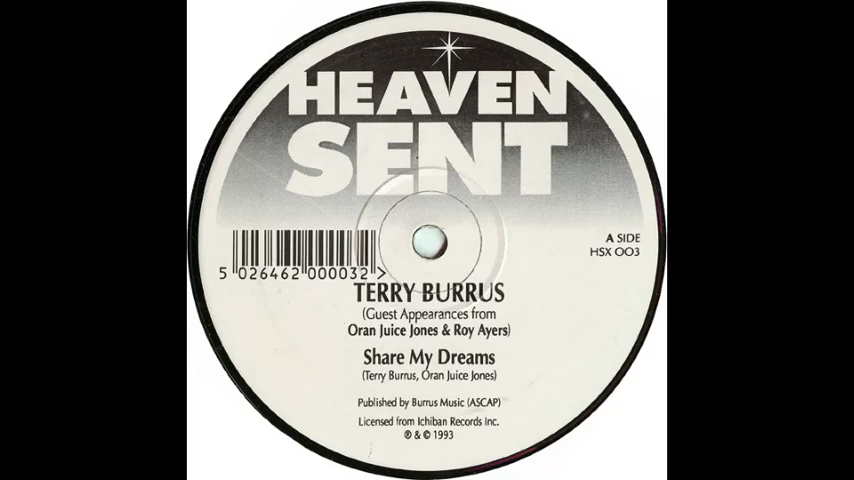 HEAVEN
SENT
A SIDE
HSX 003
5 026462 000032 >
TERRY BURRUS
(Guest Appearances from
Oran Juice Jones & Roy Ayers)
Share My Dreams
(Terry Burrus, Oran Juice Jones)
Published by Burrus Music (ASCAP)
Licensed from Ichiban Records Inc.
℗ & © 1993